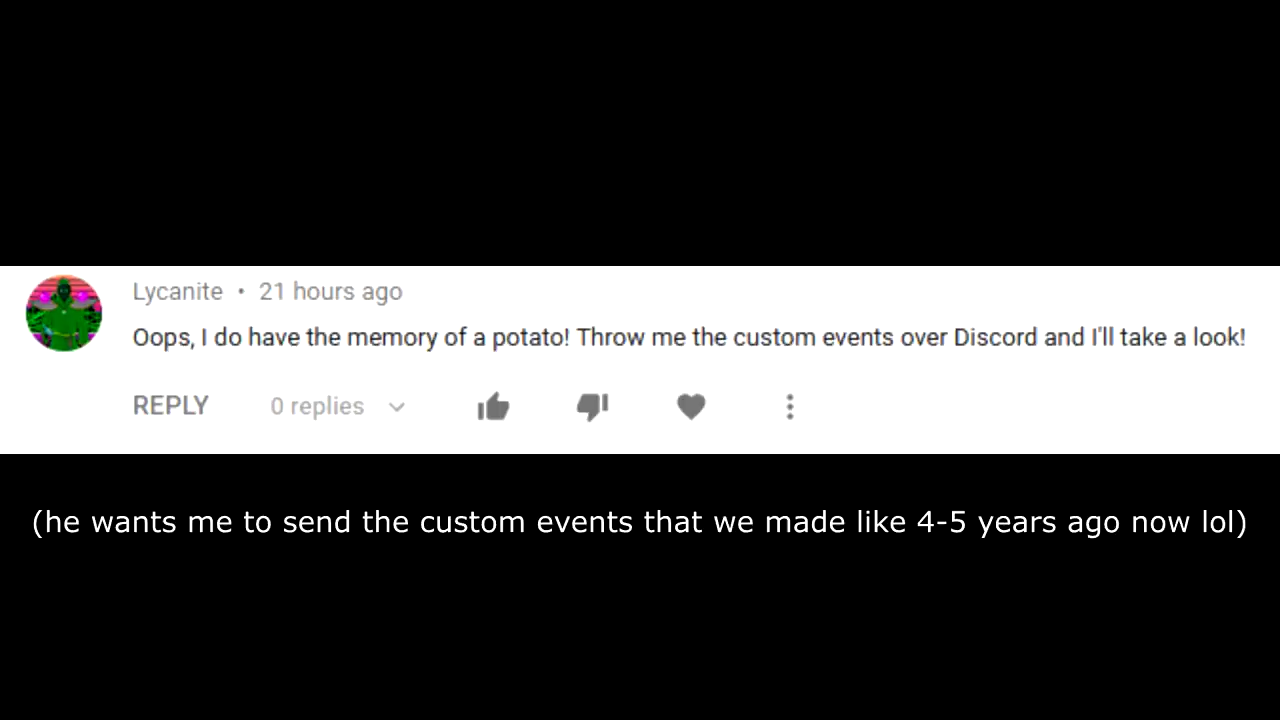 Lycanite • 21 hours ago
Oops, I do have the memory of a potato! Throw me the custom events over Discord and I'll take a look!
REPLY 0 replies
(he wants me to send the custom events that we made like 4-5 years ago now lol)